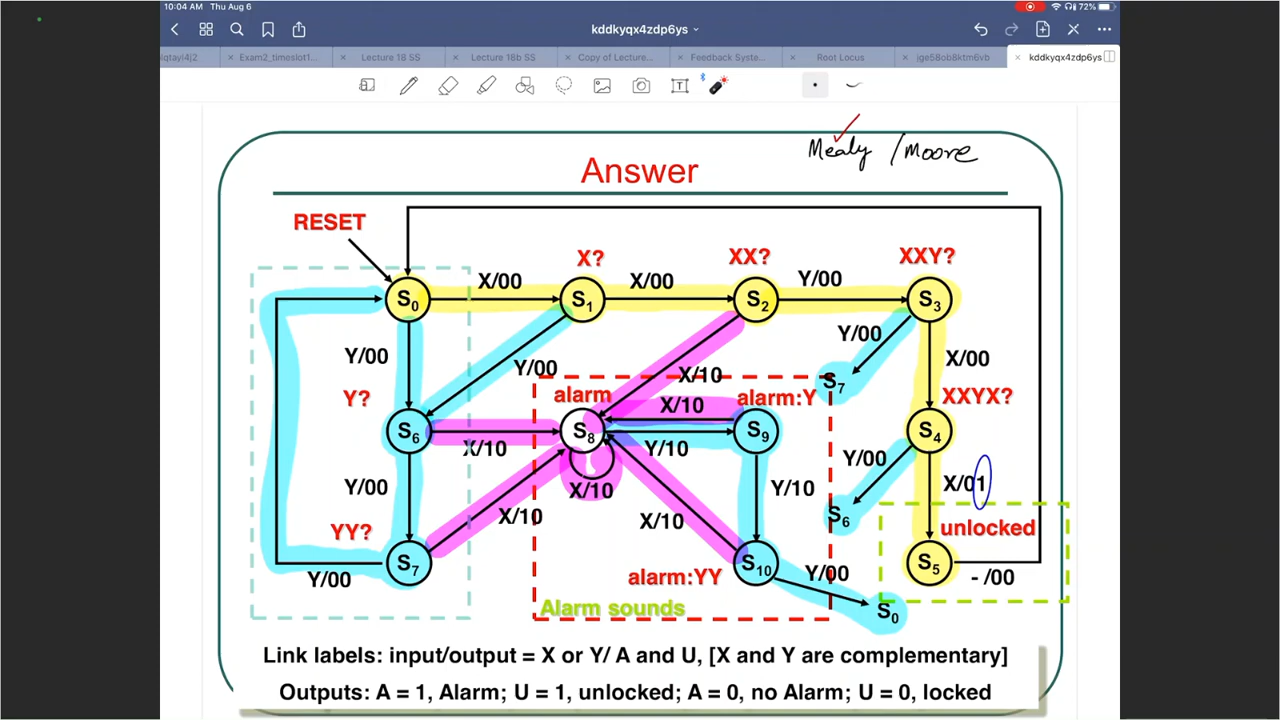 10:04 AM Thu Aug 6
72%
kddkyqx4zdp6ys
lqtayi4j2
Exam2_timeslot1...
Lecture 18 SS
Lecture 18b SS
Copy of Lecture...
Feedback Syste...
Root Locus
jge58ob8ktm6vb
kddkyqx4zdp6ys
Mealy / Moore
Answer
RESET
X?
XX?
XXY?
S0
X/00
S1
X/00
S2
Y/00
S3
Y/00
Y/00
X/10
Y/00
S7
X/00
Y?
alarm
X/10
alarm:Y
XXYX?
S6
X/10
S8
Y/10
S9
S4
Y/00
X/10
Y/10
Y/00
X/01
YY?
X/10
X/10
S6
unlocked
S7
Y/00
alarm:YY
S10
Y/00
S5
- /00
Alarm sounds
S0
Link labels: input/output = X or Y/ A and U, [X and Y are complementary]
Outputs: A = 1, Alarm; U = 1, unlocked; A = 0, no Alarm; U = 0, locked